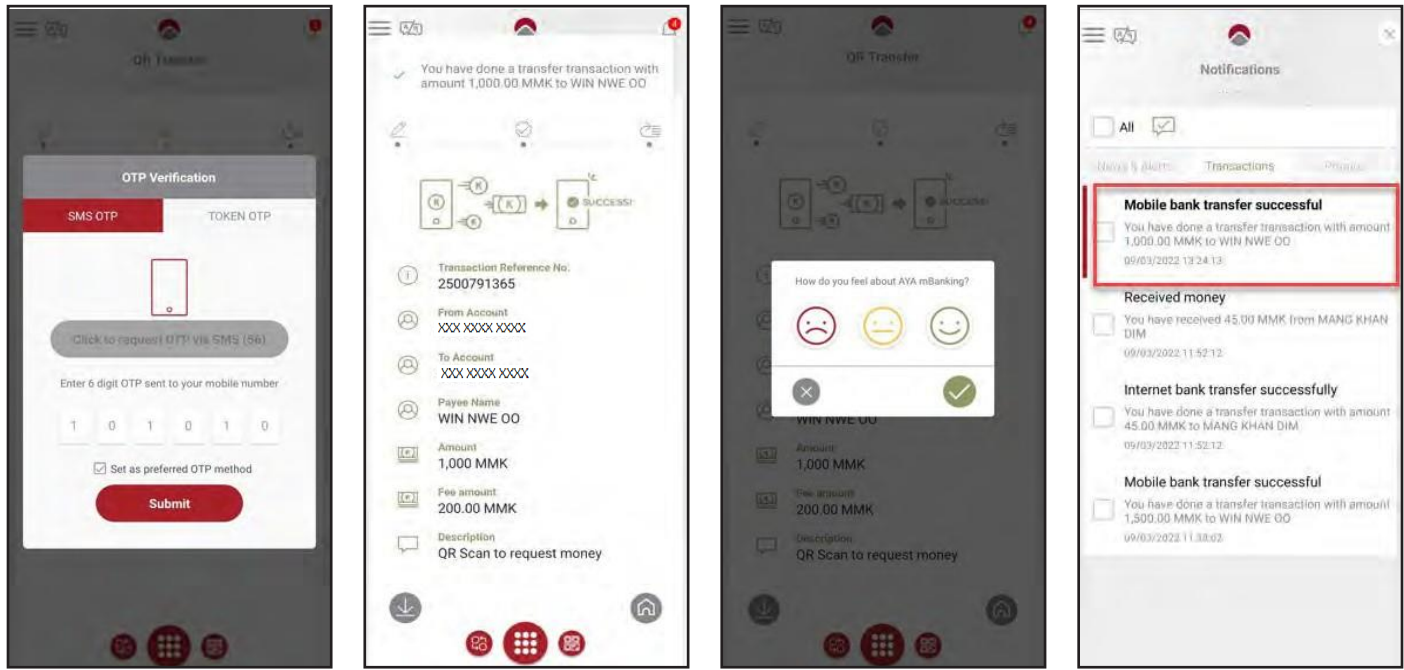 QR Transfer
OTP Verification
SMS OTP
TOKEN OTP
Click to request OTP via SMS (56)
Enter 6 digit OTP sent to your mobile number
1 0 1 0 1 0
Set as preferred OTP method
Submit
You have done a transfer transaction with
amount 1,000.00 MMK to WIN NWE OO
SUCCESS!
Transaction Reference No.
2500791365
From Account
XXX XXXX XXXX
To Account
XXX XXXX XXXX
Payee Name
WIN NWE OO
Amount
1,000 MMK
Fee amount
200.00 MMK
Description
QR Scan to request money
4
QR Transfer
SUCCESS!
How do you feel about AYA mBanking?
WIN NWE OO
Amount
1,000 MMK
Fee amount
200.00 MMK
Description
QR Scan to request money
Notifications
All
News & Alerts
Transactions
Mobile bank transfer successful
You have done a transfer transaction with amount
1,000.00 MMK to WIN NWE OO
09/03/2022 13:24:13
Received money
You have received 45.00 MMK from MANG KHAN
DIM
09/03/2022 11:52:12
Internet bank transfer successfully
You have done a transfer transaction with amount
45.00 MMK to MANG KHAN DIM
09/03/2022 11:52:12
Mobile bank transfer successful
You have done a transfer transaction with amount
1,500.00 MMK to WIN NWE OO
09/03/2022 11:38:02